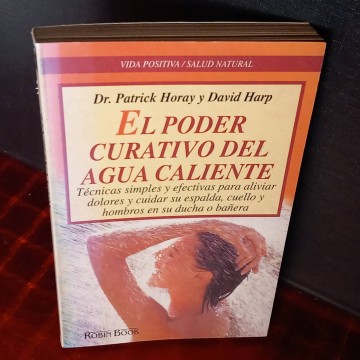 VIDA POSITIVA / SALUD NATURAL
Dr. Patrick Horay y David Harp
EL PODER
CURATIVO DEL
AGUA CALIENTE
Técnicas simples y efectivas para aliviar
dolores y cuidar su espalda, cuello y
hombros en su ducha o bañera
ROBIN BOOK